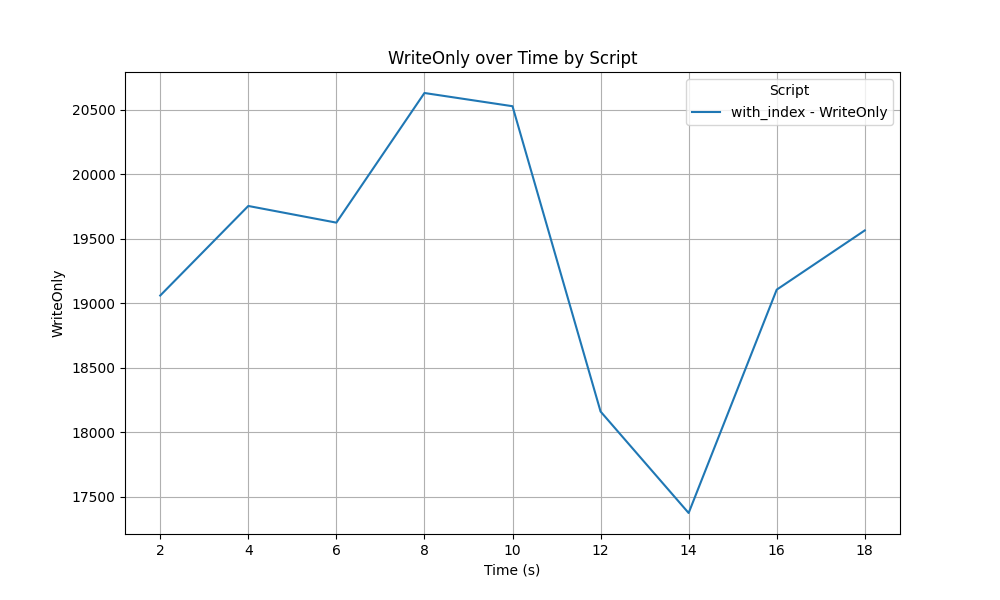 WriteOnly over Time by Script
Script
with_index - WriteOnly
WriteOnly
20500
20000
19500
19000
18500
18000
17500
2 4 6 8 10 12 14 16 18
Time (s)